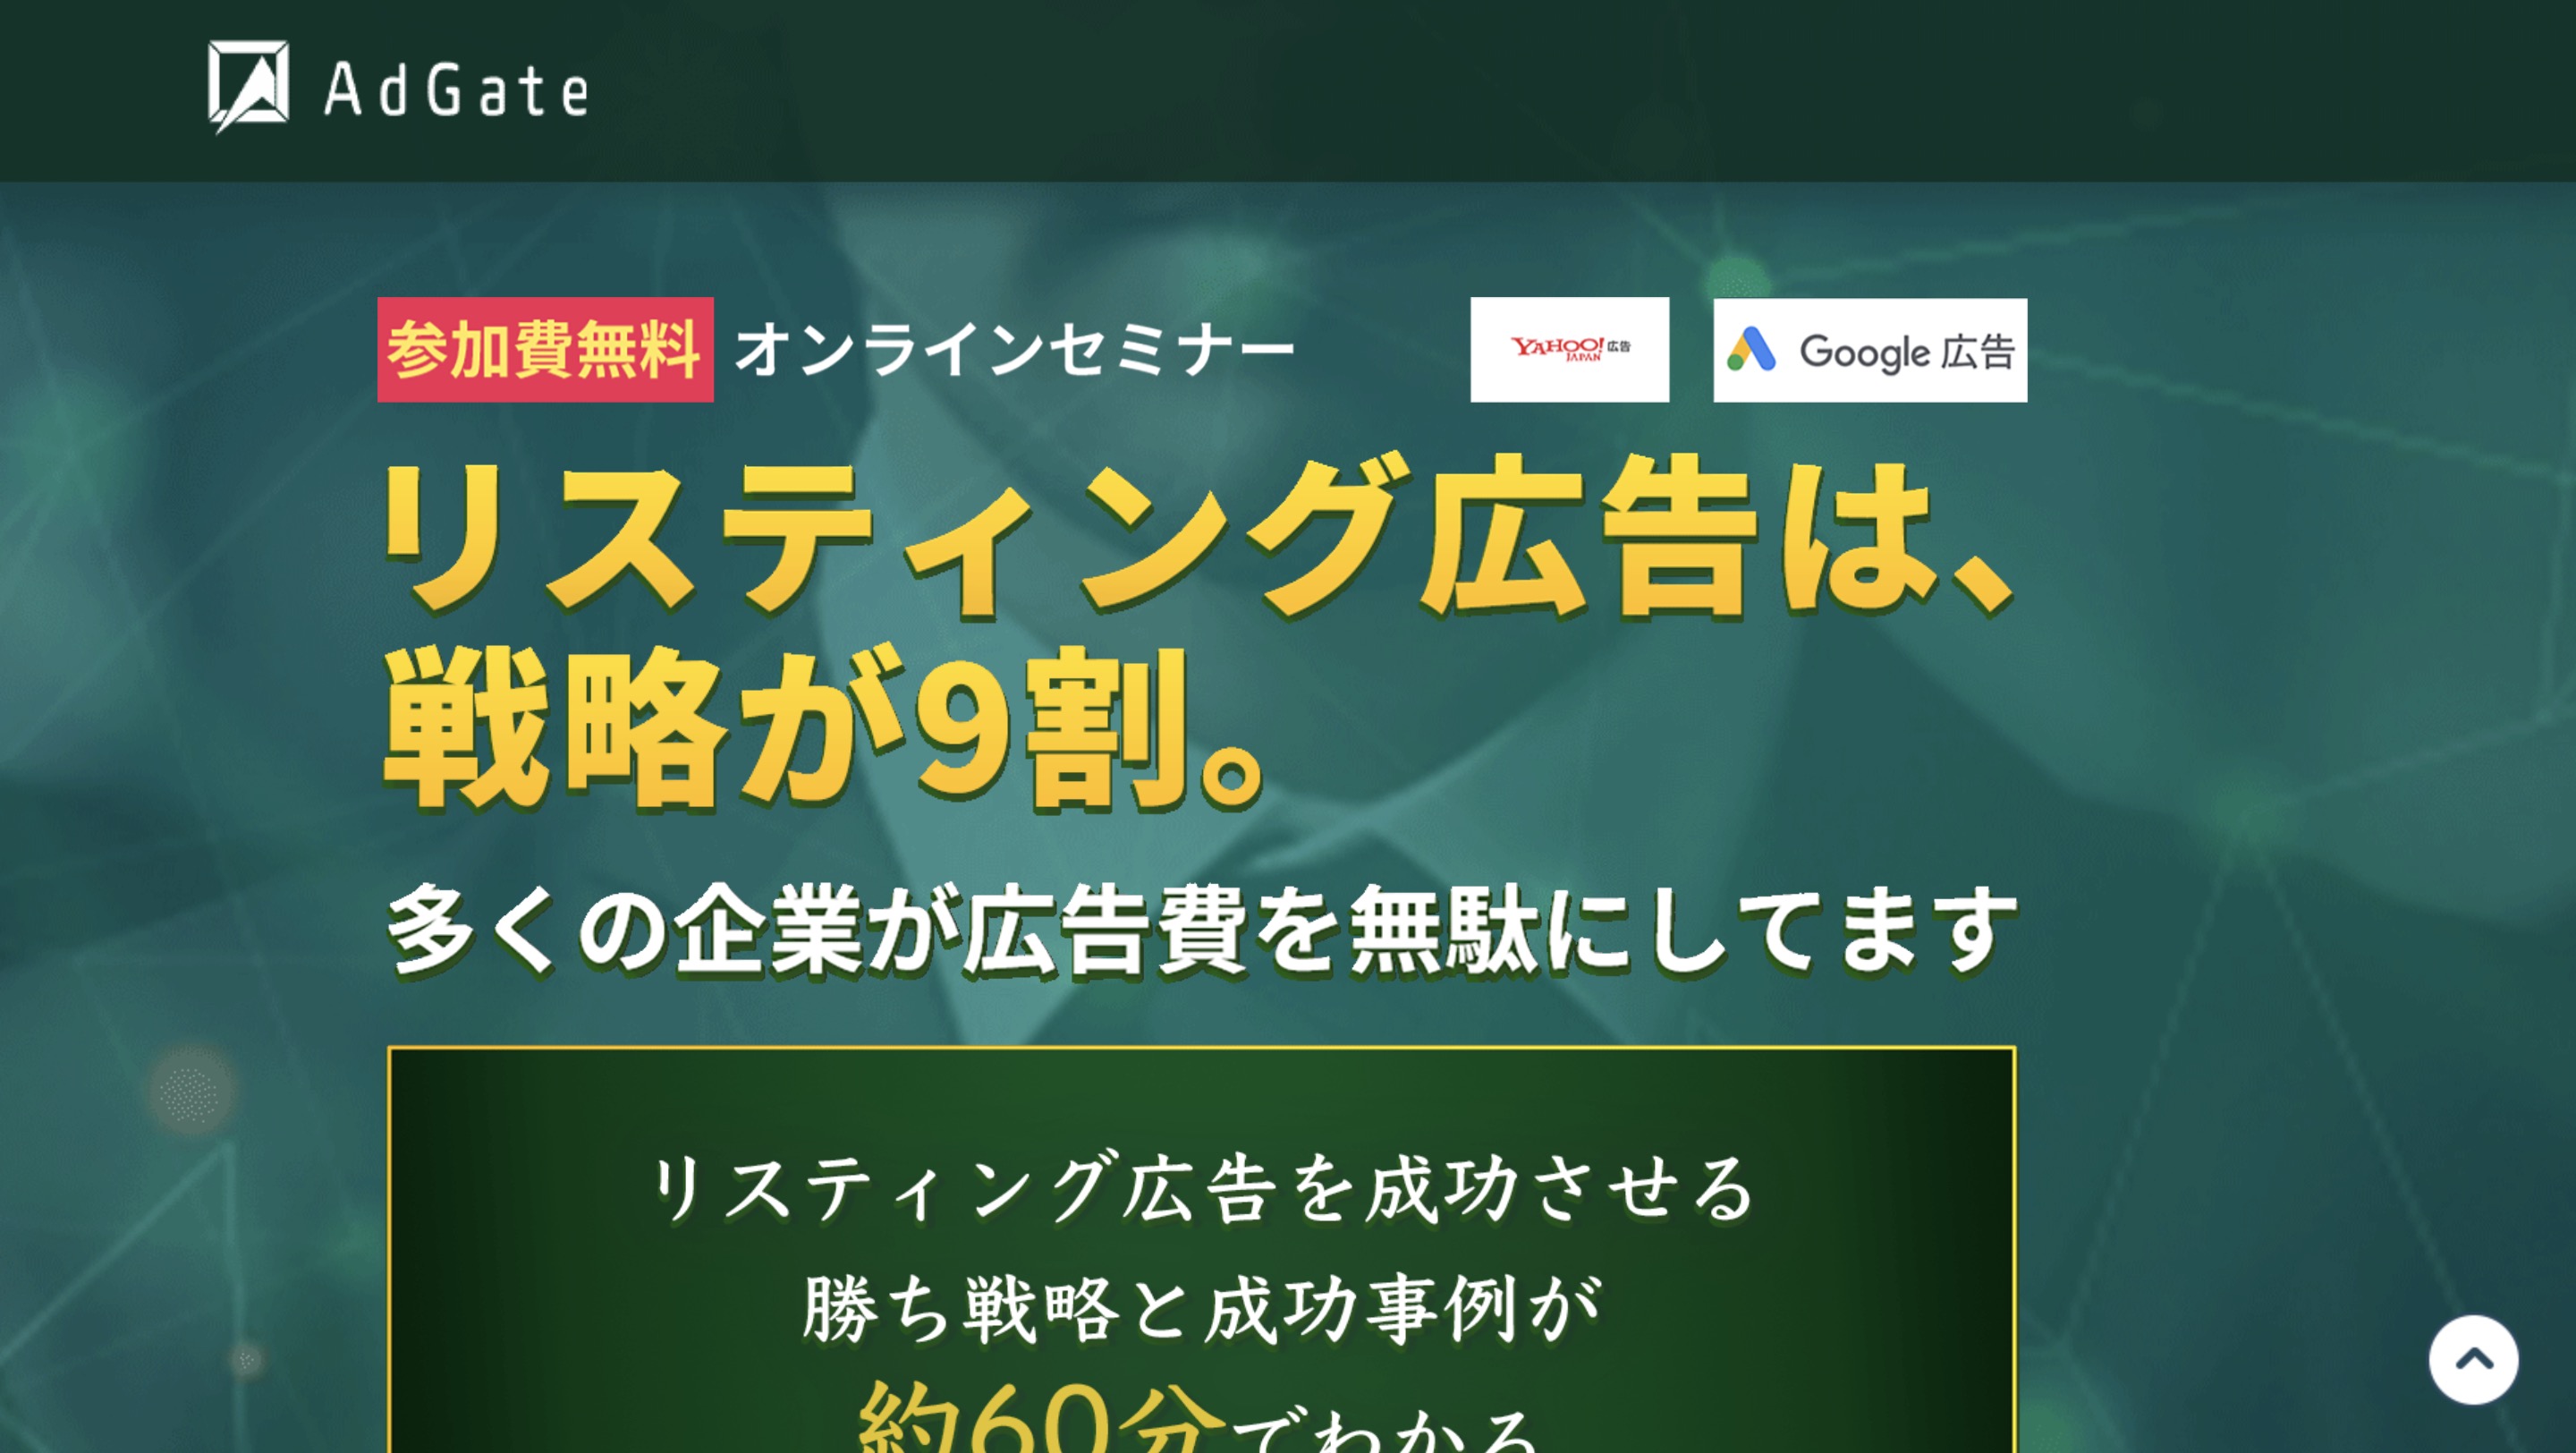 AdGate
参加費無料 オンラインセミナー
YAHOO! JAPAN 広告
Google 広告
リスティング広告は、
戦略が9割。
多くの企業が広告費を無駄にしてます
リスティング広告を成功させる
勝ち戦略と成功事例が
約60分でわかる